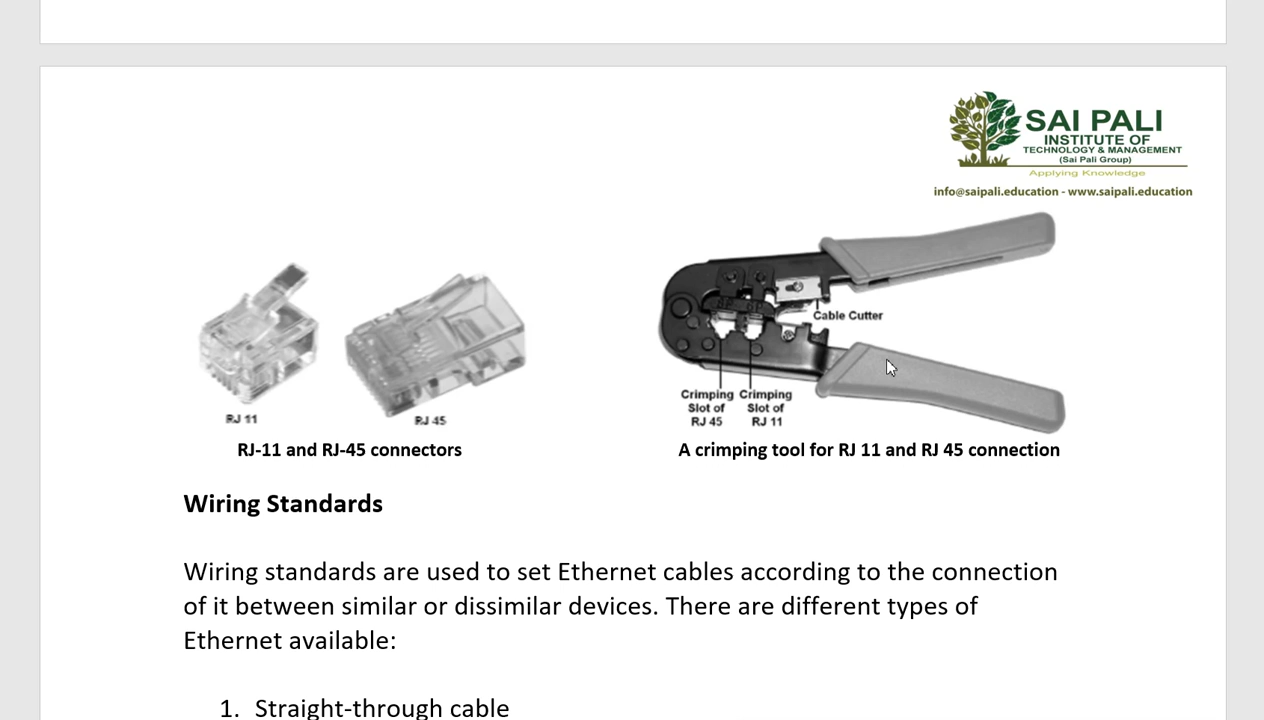 SAI PALI
INSTITUTE OF
TECHNOLOGY & MANAGEMENT
(Sai Pali Group)
Applying Knowledge
info@saipali.education - www.saipali.education
Cable Cutter
Crimping Slot of RJ 45
Crimping Slot of RJ 11
RJ 11
RJ 45
RJ-11 and RJ-45 connectors
A crimping tool for RJ 11 and RJ 45 connection
Wiring Standards
Wiring standards are used to set Ethernet cables according to the connection
of it between similar or dissimilar devices. There are different types of
Ethernet available:
1. Straight-through cable